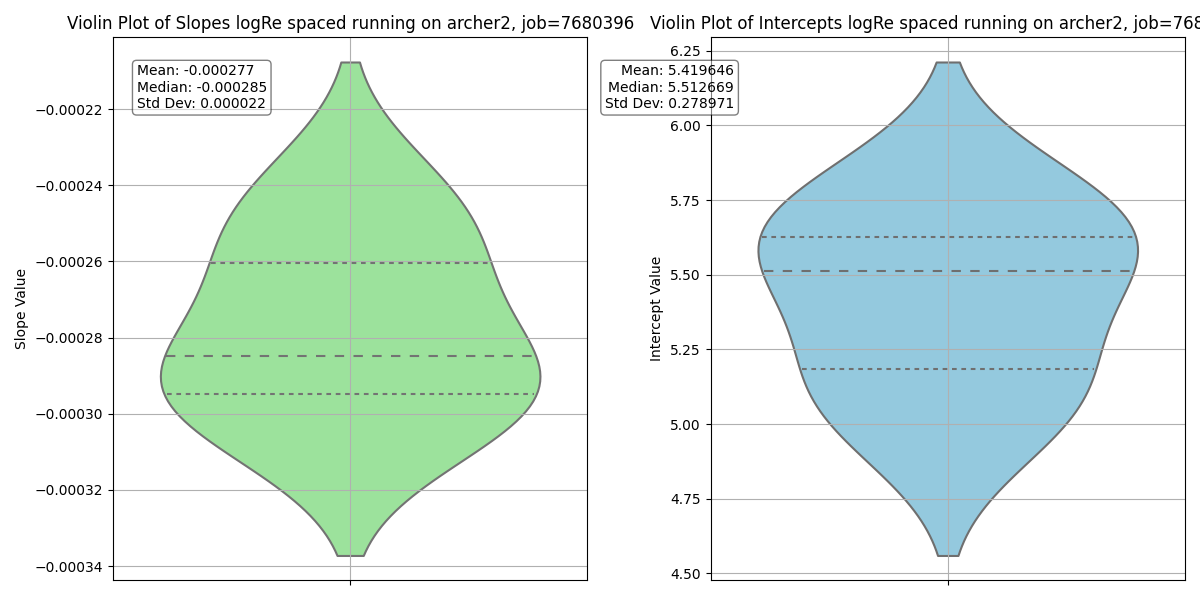 Violin Plot of Slopes logRe spaced running on archer2, job=7680396
Mean: -0.000277
Median: -0.000285
Std Dev: 0.000022
−0.00022
−0.00024
−0.00026
−0.00028
−0.00030
−0.00032
−0.00034
Slope Value
Violin Plot of Intercepts logRe spaced running on archer2, job=768
Mean: 5.419646
Median: 5.512669
Std Dev: 0.278971
6.25
6.00
5.75
5.50
5.25
5.00
4.75
4.50
Intercept Value